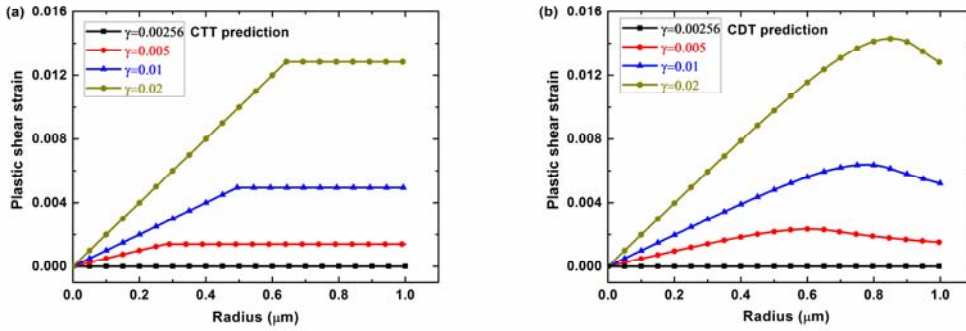 (a)
0.016
0.012
0.008
0.004
0.000
Plastic shear strain
γ=0.00256 CTT prediction
γ=0.005
γ=0.01
γ=0.02
0.0 0.2 0.4 0.6 0.8 1.0
Radius (μm)
(b)
0.016
0.012
0.008
0.004
0.000
Plastic shear strain
γ=0.00256 CDT prediction
γ=0.005
γ=0.01
γ=0.02
0.0 0.2 0.4 0.6 0.8 1.0
Radius (μm)